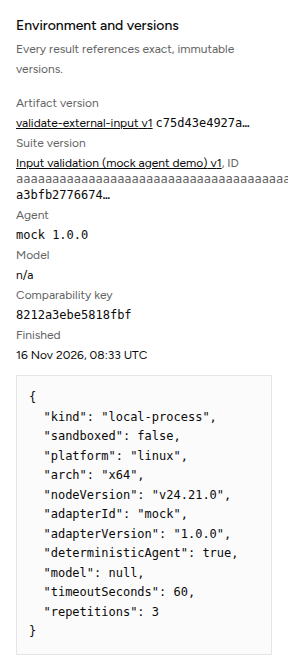 Environment and versions
Every result references exact, immutable
versions.
Artifact version
validate-external-input v1 c75d43e4927a…
Suite version
Input validation (mock agent demo) v1, ID
aaaaaaaaaaaaaaaaaaaaaaaaaaaaaaaaaaaaaa
a3bfb2776674…
Agent
mock 1.0.0
Model
n/a
Comparability key
8212a3ebe5818fbf
Finished
16 Nov 2026, 08:33 UTC
{
"kind": "local-process",
"sandboxed": false,
"platform": "linux",
"arch": "x64",
"nodeVersion": "v24.21.0",
"adapterId": "mock",
"adapterVersion": "1.0.0",
"deterministicAgent": true,
"model": null,
"timeoutSeconds": 60,
"repetitions": 3
}